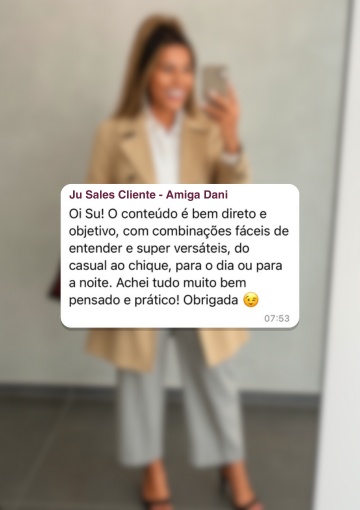 Ju Sales Cliente - Amiga Dani
Oi Su! O conteúdo é bem direto e
objetivo, com combinações fáceis de
entender e super versáteis, do
casual ao chique, para o dia ou para
a noite. Achei tudo muito bem
pensado e prático! Obrigada 😉
07:53